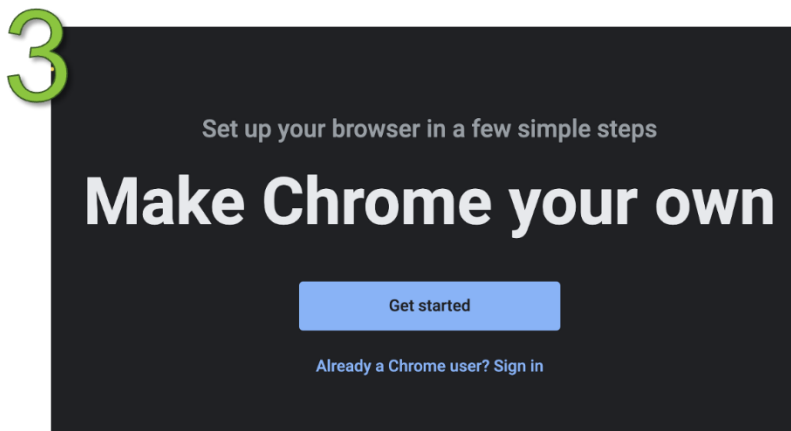 3
Set up your browser in a few simple steps
Make Chrome your own
Get started
Already a Chrome user? Sign in